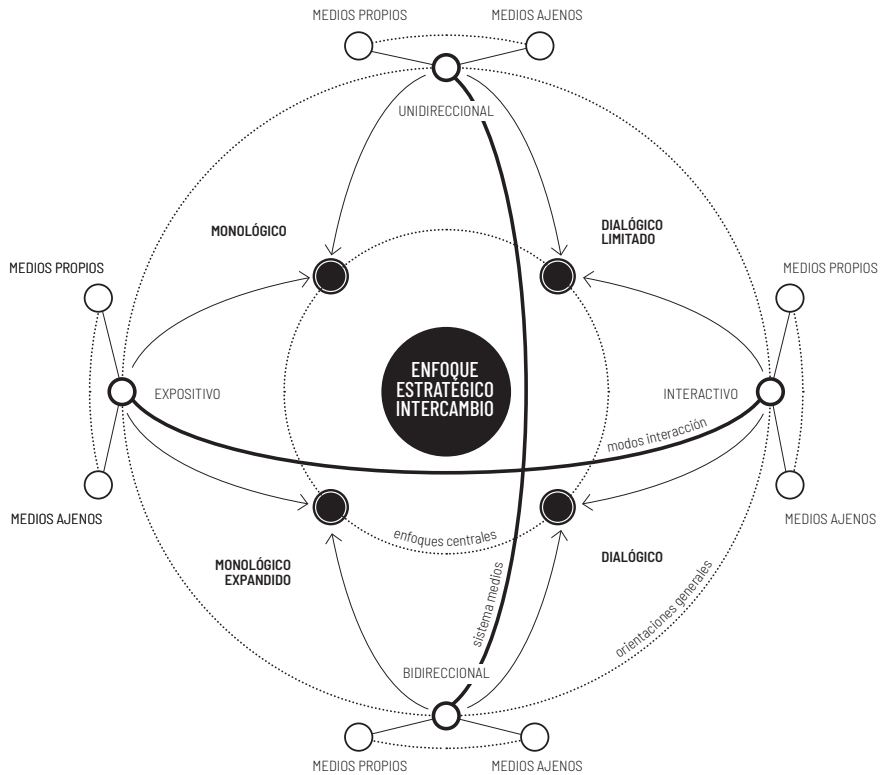 MEDIOS PROPIOS
MEDIOS AJENOS
UNIDIRECCIONAL
MONOLÓGICO
DIALÓGICO
LIMITADO
MEDIOS PROPIOS
MEDIOS PROPIOS
ENFOQUE
ESTRATÉGICO
INTERCAMBIO
EXPOSITIVO
INTERACTIVO
modos interacción
MEDIOS AJENOS
MEDIOS AJENOS
enfoques centrales
MONOLÓGICO
EXPANDIDO
DIALÓGICO
sistema medios
orientaciones generales
BIDIRECCIONAL
MEDIOS PROPIOS
MEDIOS AJENOS